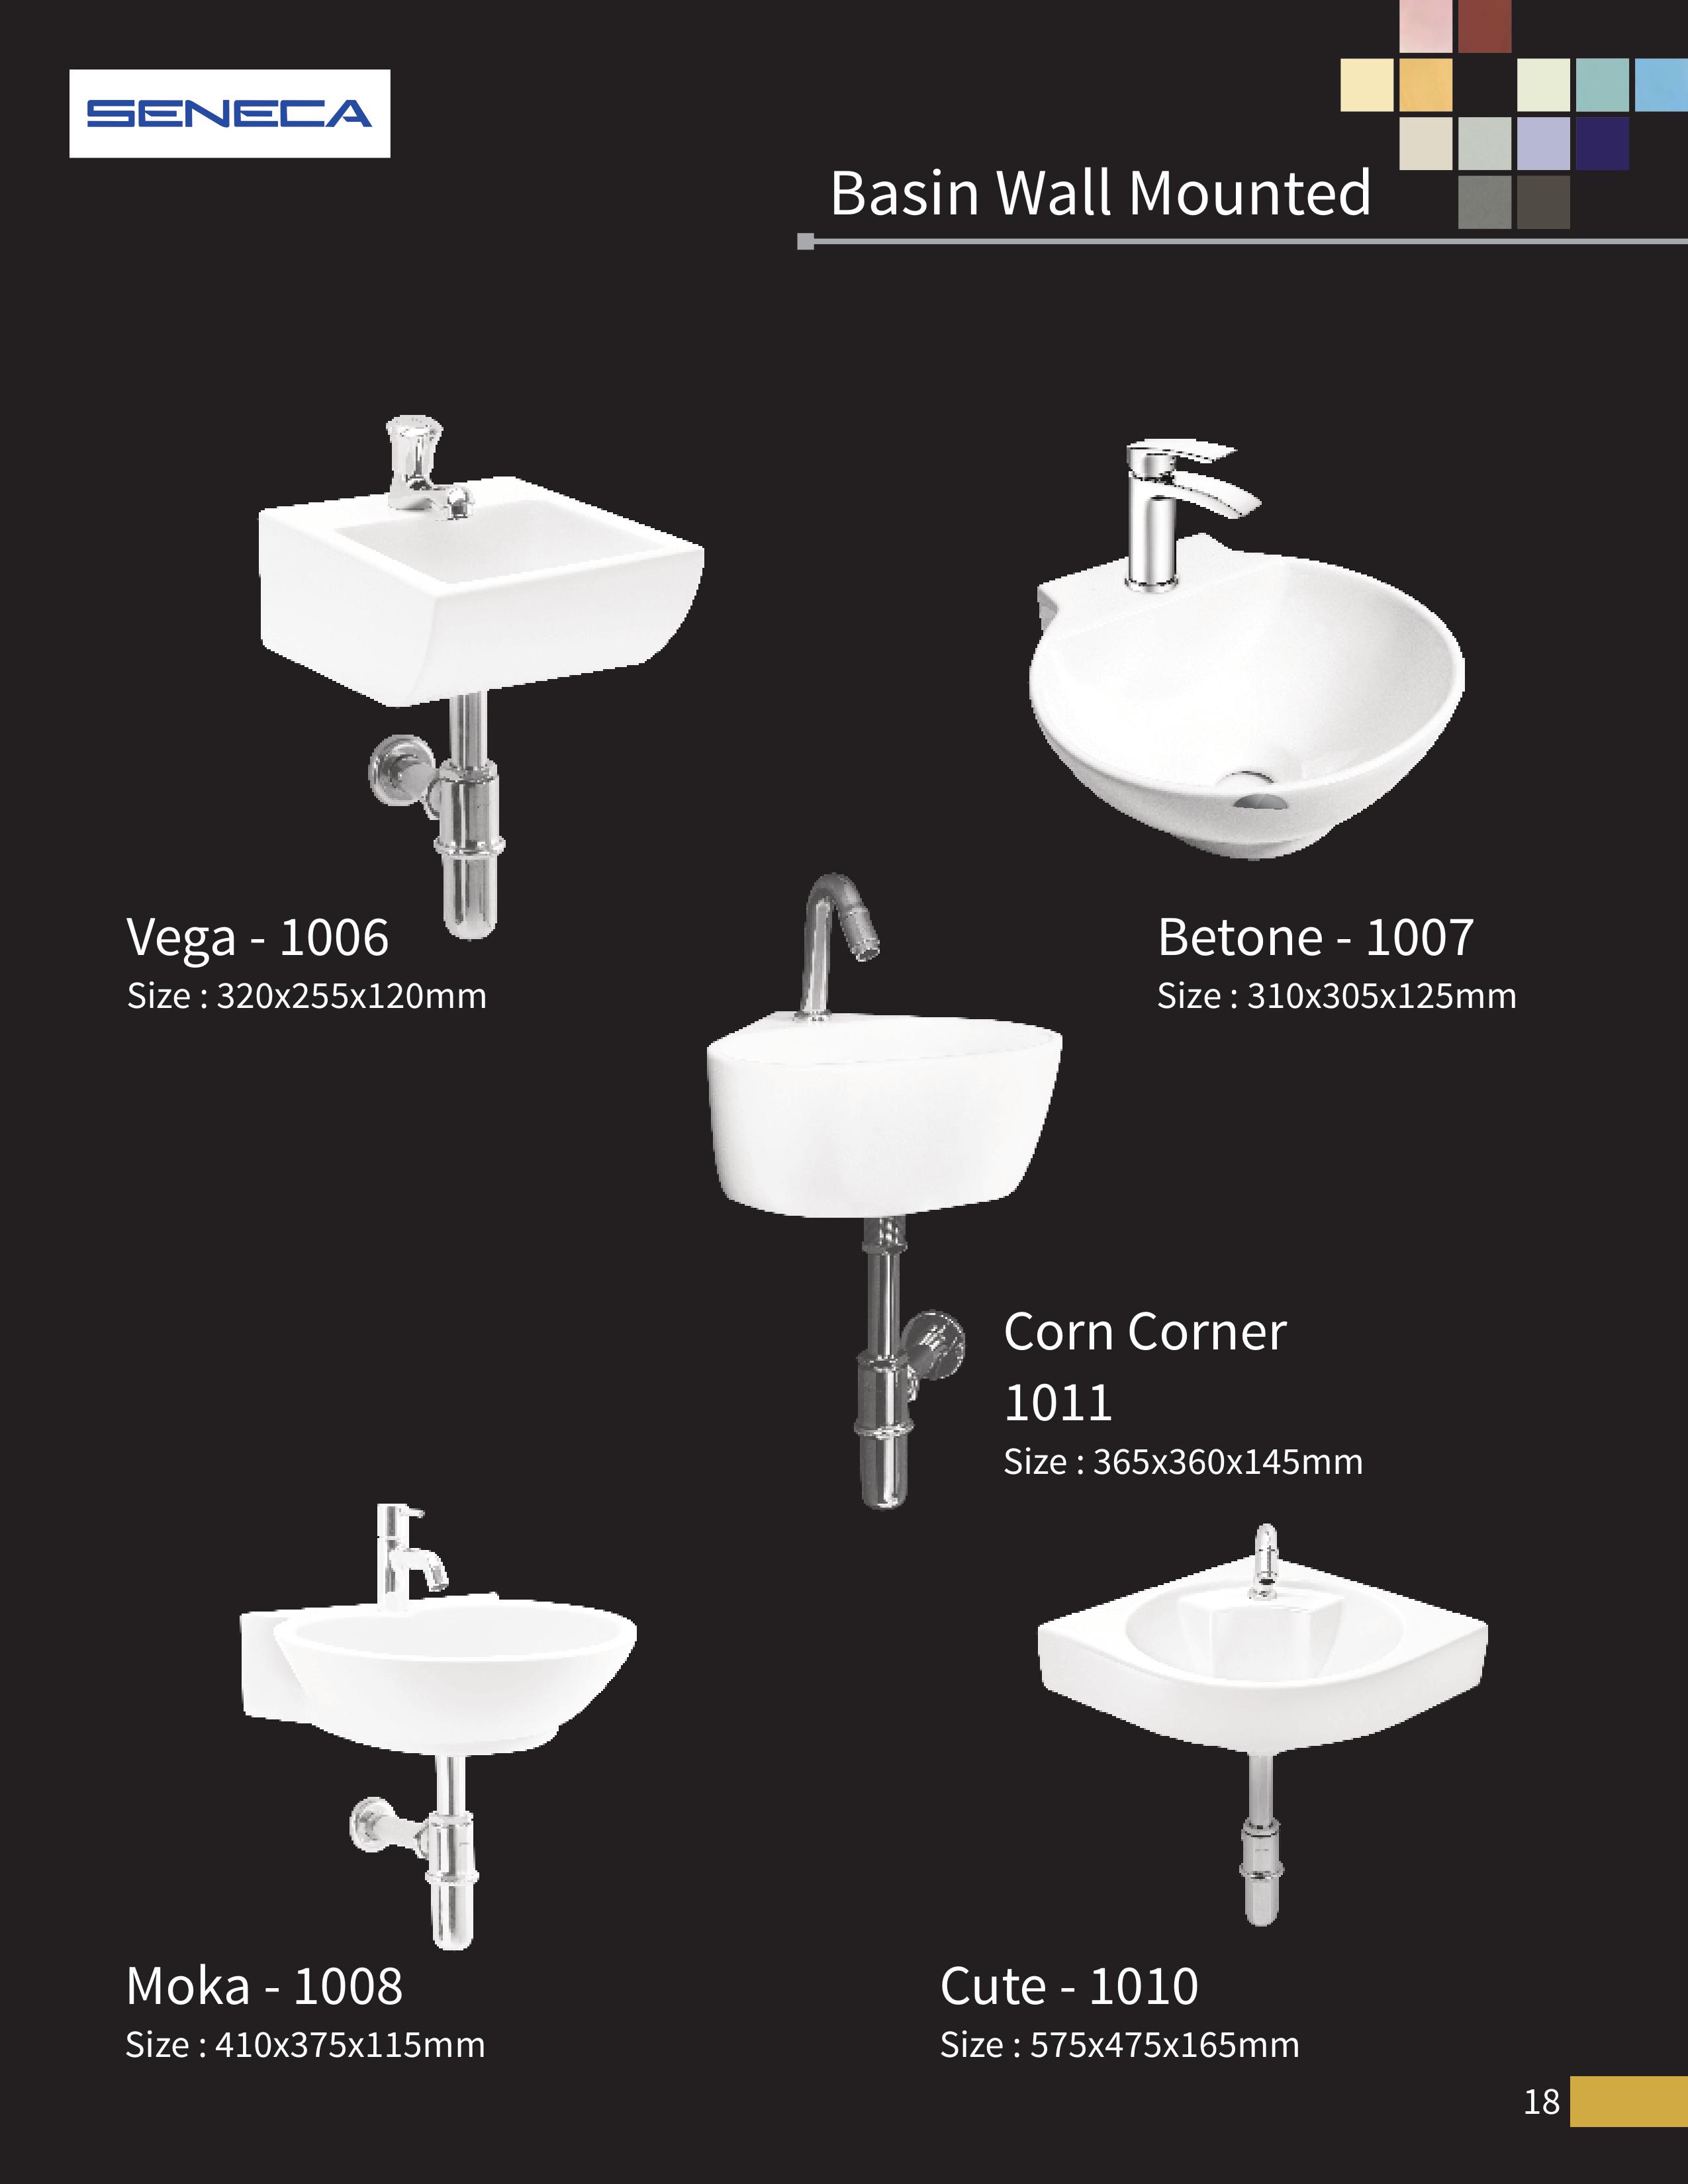 SENECA
Basin Wall Mounted
Vega - 1006
Size : 320x255x120mm
Betone - 1007
Size : 310x305x125mm
Corn Corner
1011
Size : 365x360x145mm
Moka - 1008
Size : 410x375x115mm
Cute - 1010
Size : 575x475x165mm
18